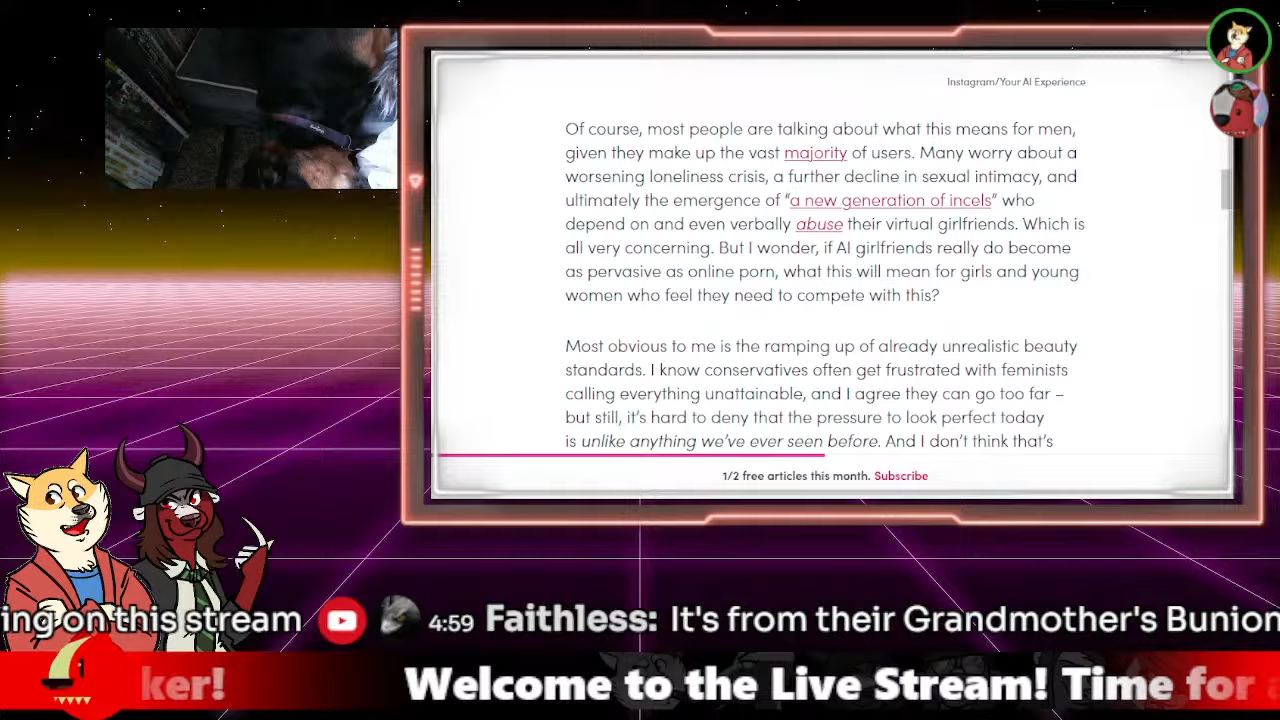 Instagram/Your AI Experience
Of course, most people are talking about what this means for men,
given they make up the vast majority of users. Many worry about a
worsening loneliness crisis, a further decline in sexual intimacy, and
ultimately the emergence of “a new generation of incels” who
depend on and even verbally abuse their virtual girlfriends. Which is
all very concerning. But I wonder, if AI girlfriends really do become
as pervasive as online porn, what this will mean for girls and young
women who feel they need to compete with this?
Most obvious to me is the ramping up of already unrealistic beauty
standards. I know conservatives often get frustrated with feminists
calling everything unattainable, and I agree they can go too far –
but still, it’s hard to deny that the pressure to look perfect today
is unlike anything we’ve ever seen before. And I don’t think that’s
1/2 free articles this month. Subscribe
ing on this stream 4:59 Faithless: It's from their Grandmother's Bunion
ker! Welcome to the Live Stream! Time for